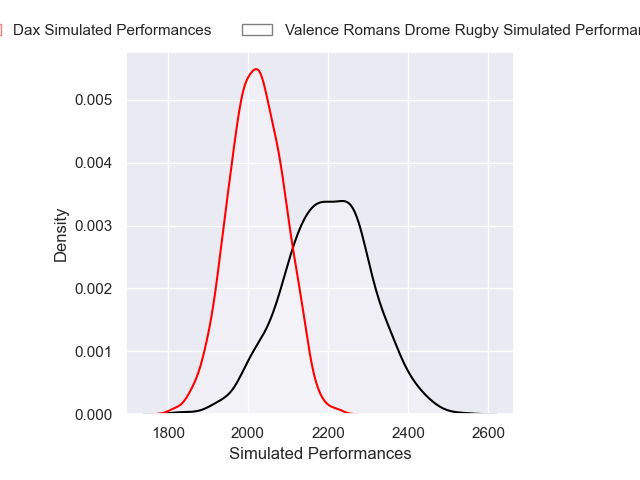 Dax Simulated Performances
Valence Romans Drome Rugby Simulated
0.005
0.004
0.003
0.002
0.001
0.000
Density
1800 2000 2200 2400 2600
Simulated Performances